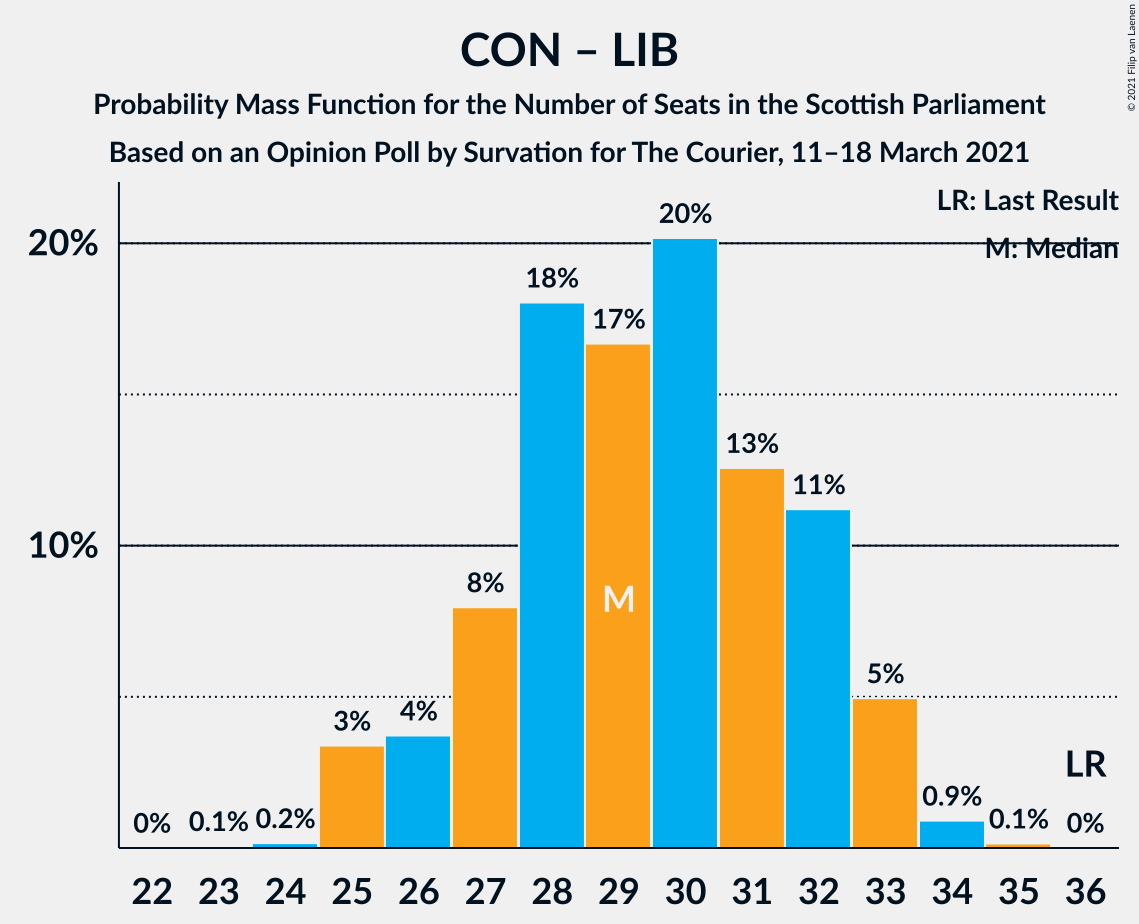 CON – LIB
Probability Mass Function for the Number of Seats in the Scottish Parliament
Based on an Opinion Poll by Survation for The Courier, 11–18 March 2021
© 2021 Filip van Laenen
LR: Last Result
M: Median
20%
10%
0%
0.1%
0.2%
3%
4%
8%
18%
17%
20%
13%
11%
5%
0.9%
0.1%
0%
M
LR
22 23 24 25 26 27 28 29 30 31 32 33 34 35 36